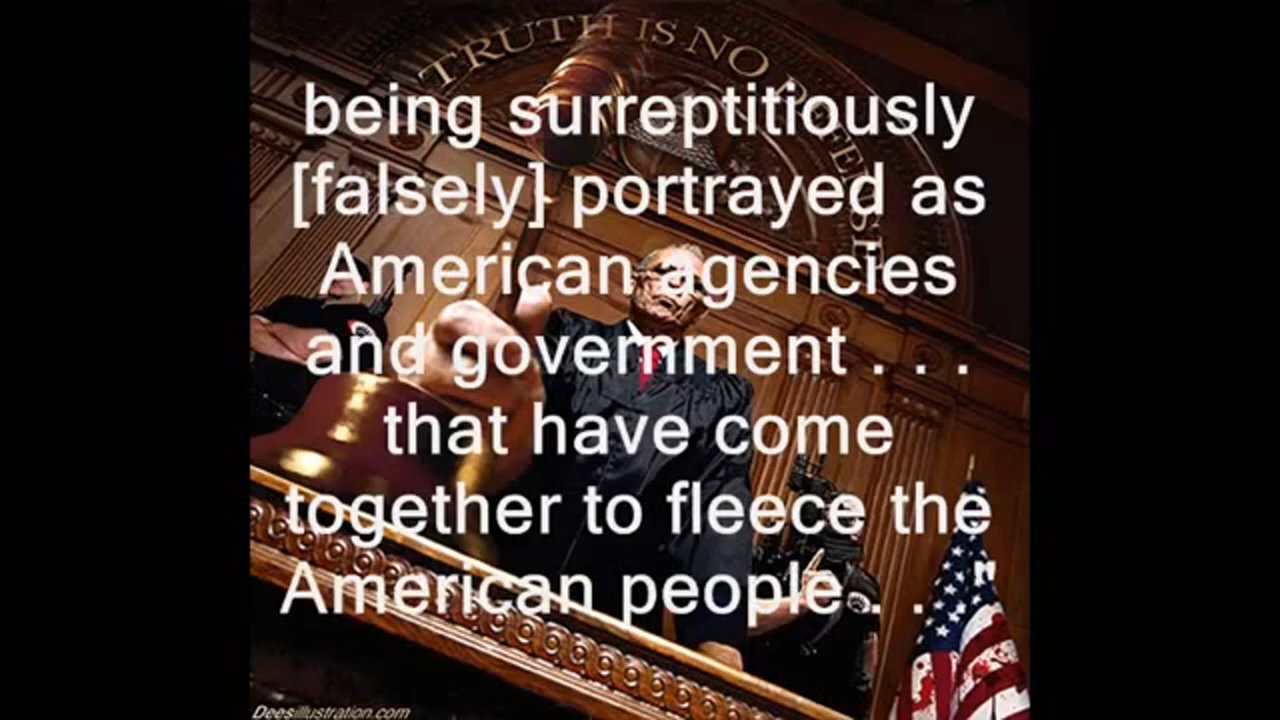 TRUTH IS NO DEFENSE
being surreptitiously
[falsely] portrayed as
American agencies
and government . . .
that have come
together to fleece the
American people . . ."
Deesillustration.com